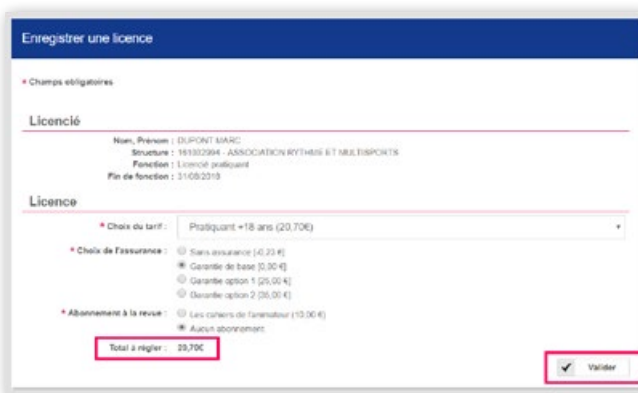 Enregistrer une licence
* Champs obligatoires
Licencié
Nom, Prénom : DUPONT MARC
Structure : - ASSOCIATION RYTHME ET MULTISPORTS
Fonction : Licencié pratiquant
Fin de fonction : 31/08/2018
Licence
* Choix du tarif : Pratiquant +18 ans (20,70€)
* Choix de l'assurance : Sans assurance [-0,23 €]
Garantie de base [0,00 €]
Garantie option 1 [25,00 €]
Garantie option 2 [35,00 €]
* Abonnement à la revue : Les cahiers de l'animateur (10,00 €)
Aucun abonnement
Total à régler : 20,70€
Valider